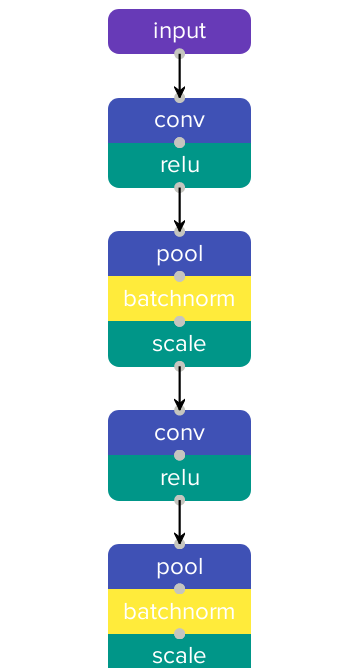 input
conv
relu
pool
batchnorm
scale
conv
relu
pool
batchnorm
scale